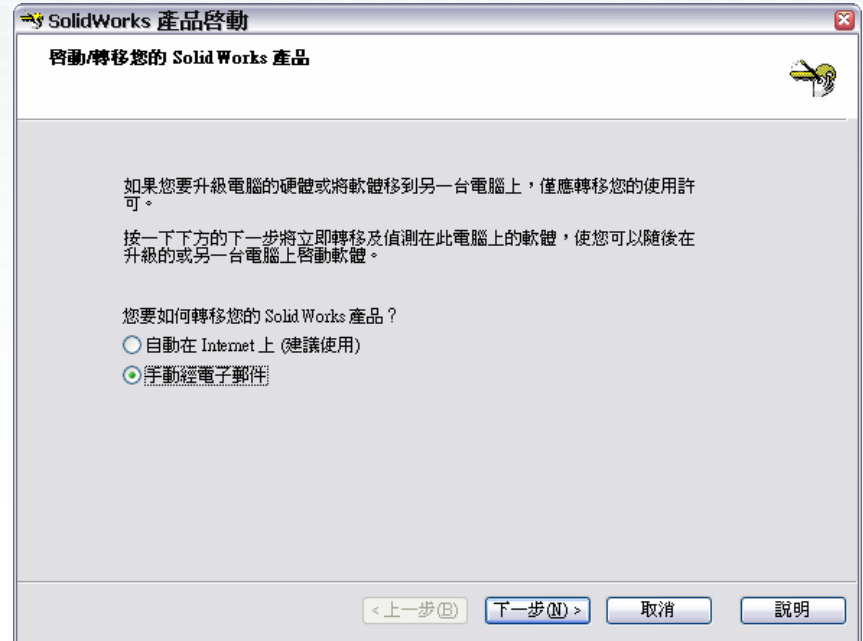 SolidWorks 產品啓動
啓動/轉移您的 SolidWorks 產品
如果您要升級電腦的硬體或將軟體移到另一台電腦上，僅應轉移您的使用許
可。
按一下下方的下一步將立即轉移及偵測在此電腦上的軟體，使您可以隨後在
升級的或另一台電腦上啓動軟體。
您要如何轉移您的 SolidWorks 產品？
自動在 Internet 上 (建議使用)
手動經電子郵件
<上一步(B) 下一步(N) > 取消 說明